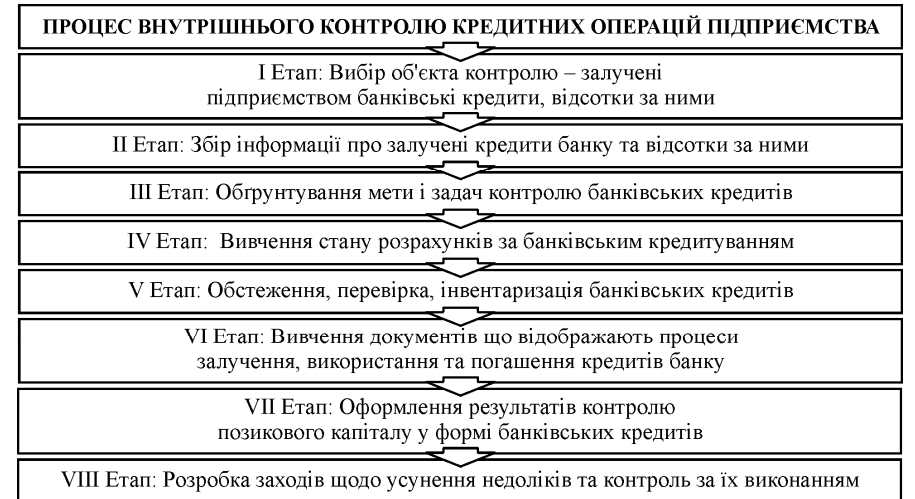 ПРОЦЕС ВНУТРІШНЬОГО КОНТРОЛЮ КРЕДИТНИХ ОПЕРАЦІЙ ПІДПРИЄМСТВА
І Етап: Вибір об'єкта контролю – залучені
підприємством банківські кредити, відсотки за ними
ІІ Етап: Збір інформації про залучені кредити банку та відсотки за ними
ІІІ Етап: Обґрунтування мети і задач контролю банківських кредитів
IV Етап: Вивчення стану розрахунків за банківським кредитуванням
V Етап: Обстеження, перевірка, інвентаризація банківських кредитів
VI Етап: Вивчення документів що відображають процеси
залучення, використання та погашення кредитів банку
VII Етап: Оформлення результатів контролю
позикового капіталу у формі банківських кредитів
VIII Етап: Розробка заходів щодо усунення недоліків та контроль за їх виконанням